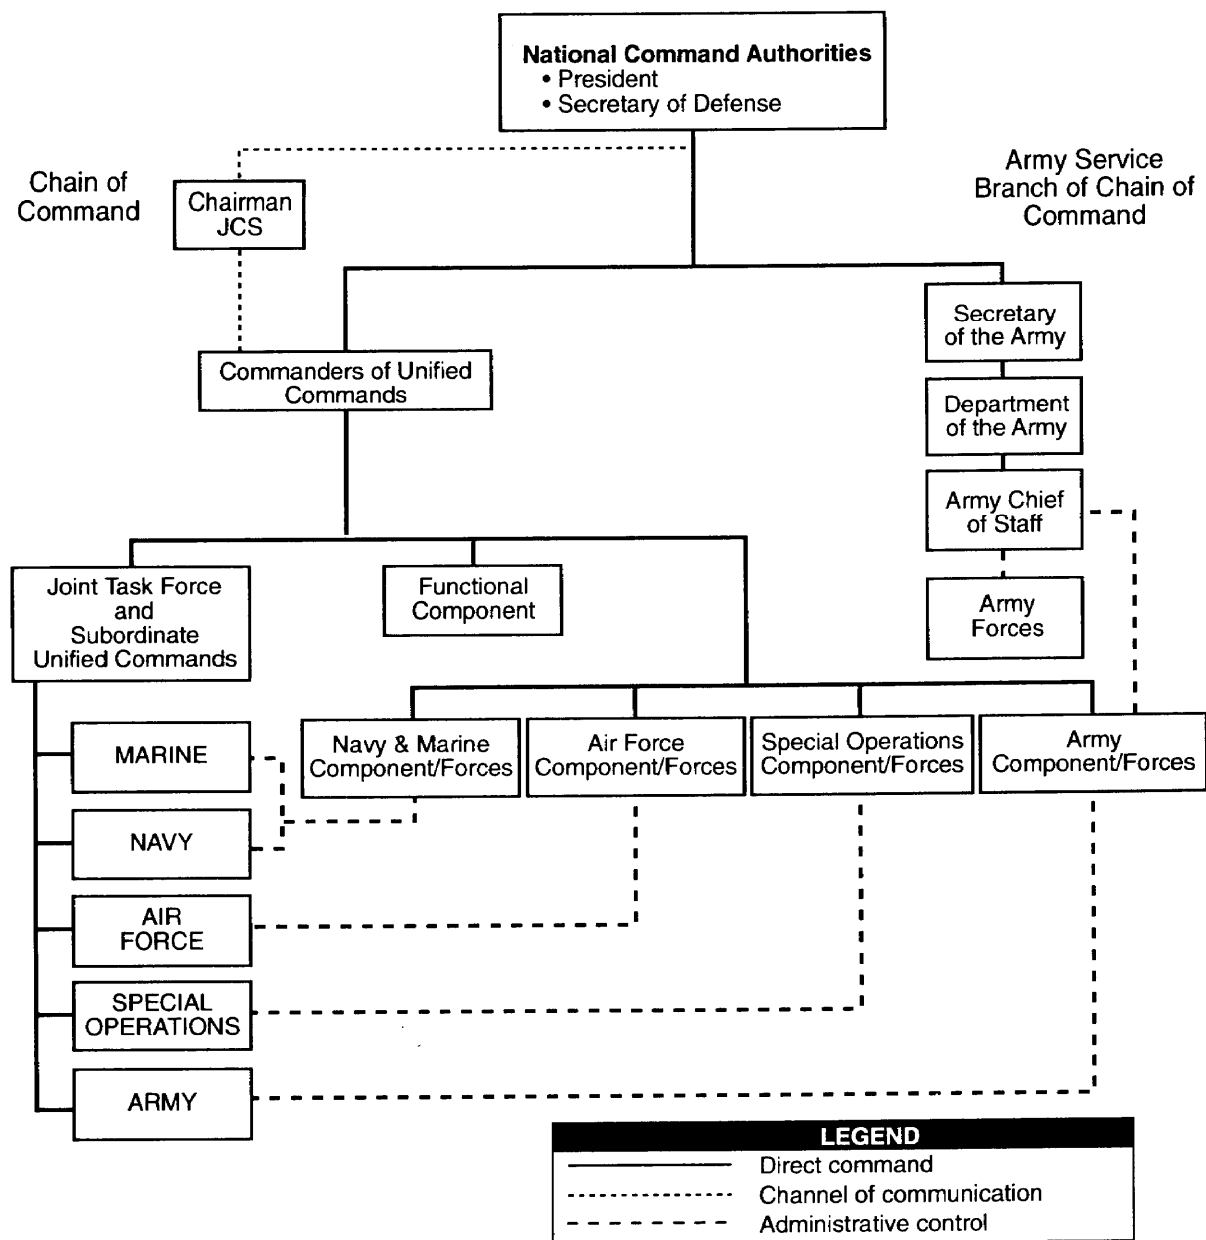 National Command Authorities
• President
• Secretary of Defense
Chain of
Command
Chairman
JCS
Army Service
Branch of Chain of
Command
Commanders of Unified
Commands
Secretary
of the Army
Department
of the Army
Army Chief
of Staff
Army
Forces
Joint Task Force
and
Subordinate
Unified Commands
Functional
Component
Navy & Marine
Component/Forces
Air Force
Component/Forces
Special Operations
Component/Forces
Army
Component/Forces
MARINE
NAVY
AIR
FORCE
SPECIAL
OPERATIONS
ARMY
LEGEND
Direct command
Channel of communication
Administrative control